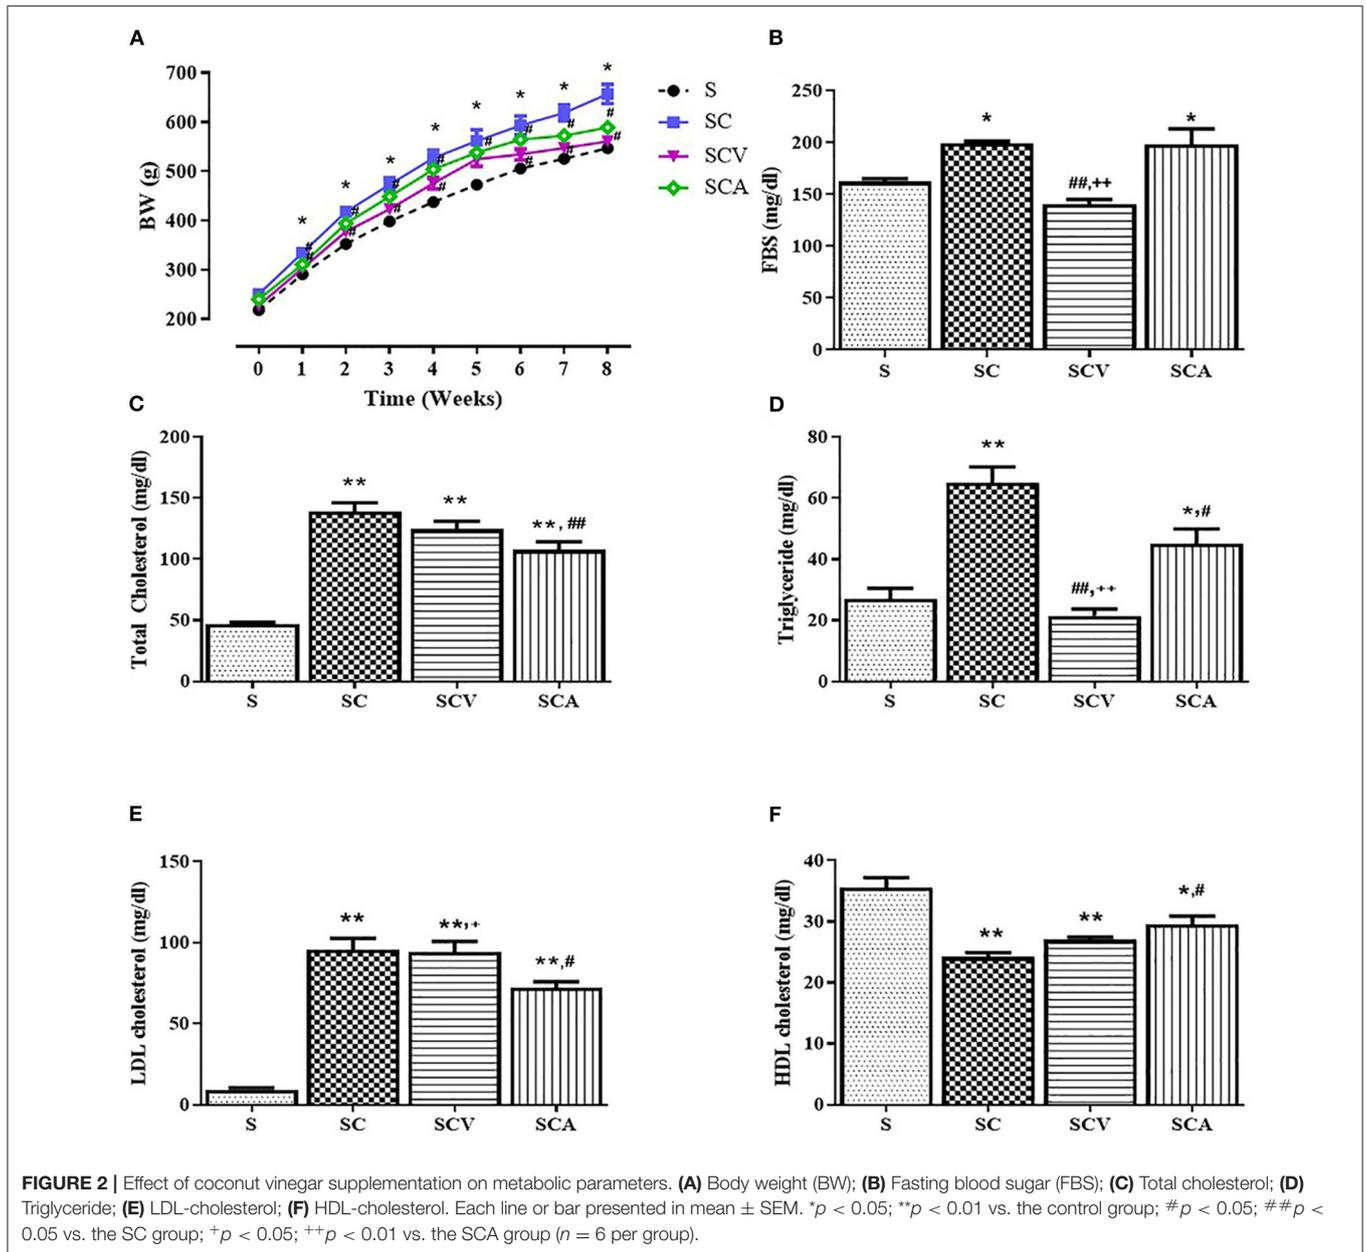 A
700
600
500
400
300
200
BW (g)
* * * * * * * *
# # # # # # # # # # # # # # # #
0 1 2 3 4 5 6 7 8
Time (Weeks)
S
SC
SCV
SCA
B
250
200
150
100
50
0
FBS (mg/dl)
*
##,++
*
S SC SCV SCA
C
200
150
100
50
0
Total Cholesterol (mg/dl)
**
**
**, ##
S SC SCV SCA
D
80
60
40
20
0
Triglyceride (mg/dl)
**
##,++
*,#
S SC SCV SCA
E
150
100
50
0
LDL cholesterol (mg/dl)
**
**,+
**,#
S SC SCV SCA
F
40
30
20
10
0
HDL cholesterol (mg/dl)
**
**
*,#
S SC SCV SCA
FIGURE 2 | Effect of coconut vinegar supplementation on metabolic parameters. (A) Body weight (BW); (B) Fasting blood sugar (FBS); (C) Total cholesterol; (D)
Triglyceride; (E) LDL-cholesterol; (F) HDL-cholesterol. Each line or bar presented in mean ± SEM. *p < 0.05; **p < 0.01 vs. the control group; #p < 0.05; ##p <
0.05 vs. the SC group; +p < 0.05; ++p < 0.01 vs. the SCA group (n = 6 per group).